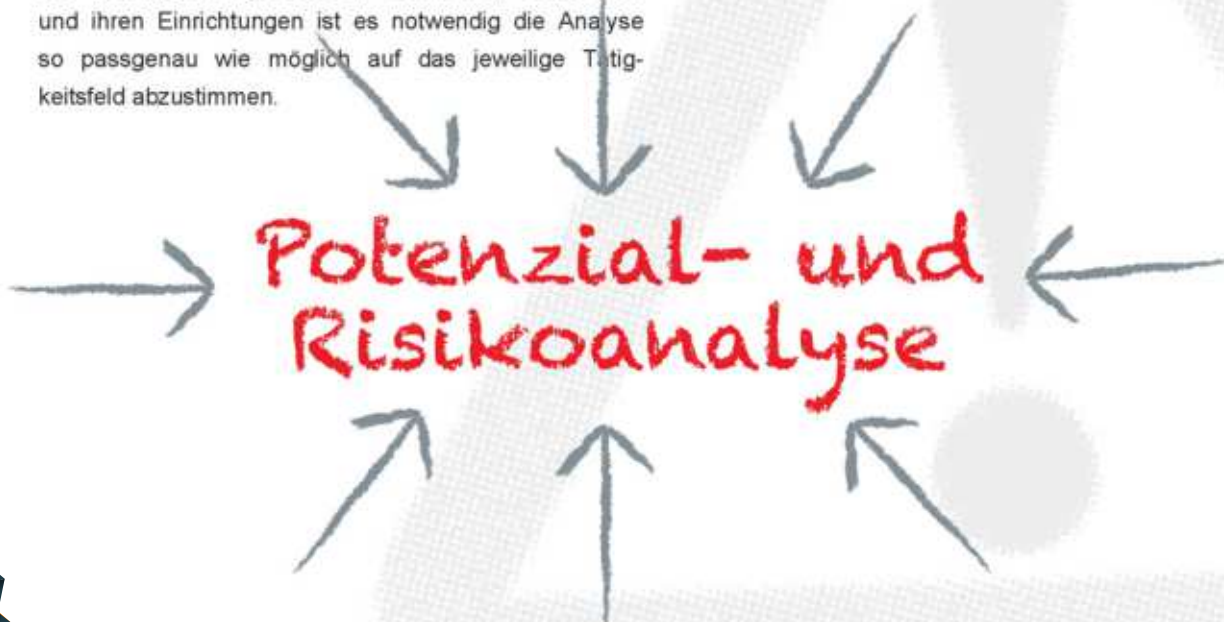 und ihren Einrichtungen ist es notwendig die Analyse
so passgenau wie möglich auf das jeweilige Tätig-
keitsfeld abzustimmen.
Potenzial- und
Risikoanalyse